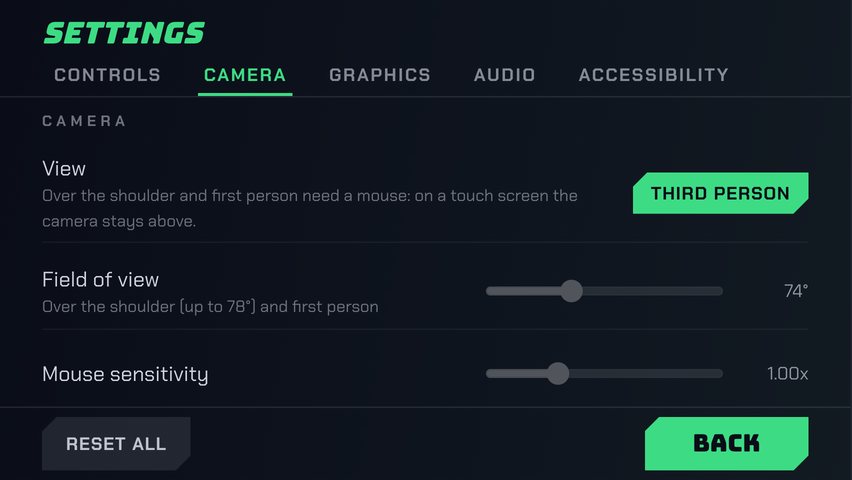 SETTINGS
CONTROLS CAMERA GRAPHICS AUDIO ACCESSIBILITY
CAMERA
View
Over the shoulder and first person need a mouse: on a touch screen the
camera stays above.
THIRD PERSON
Field of view
Over the shoulder (up to 78°) and first person
74°
Mouse sensitivity
1.00x
RESET ALL
BACK